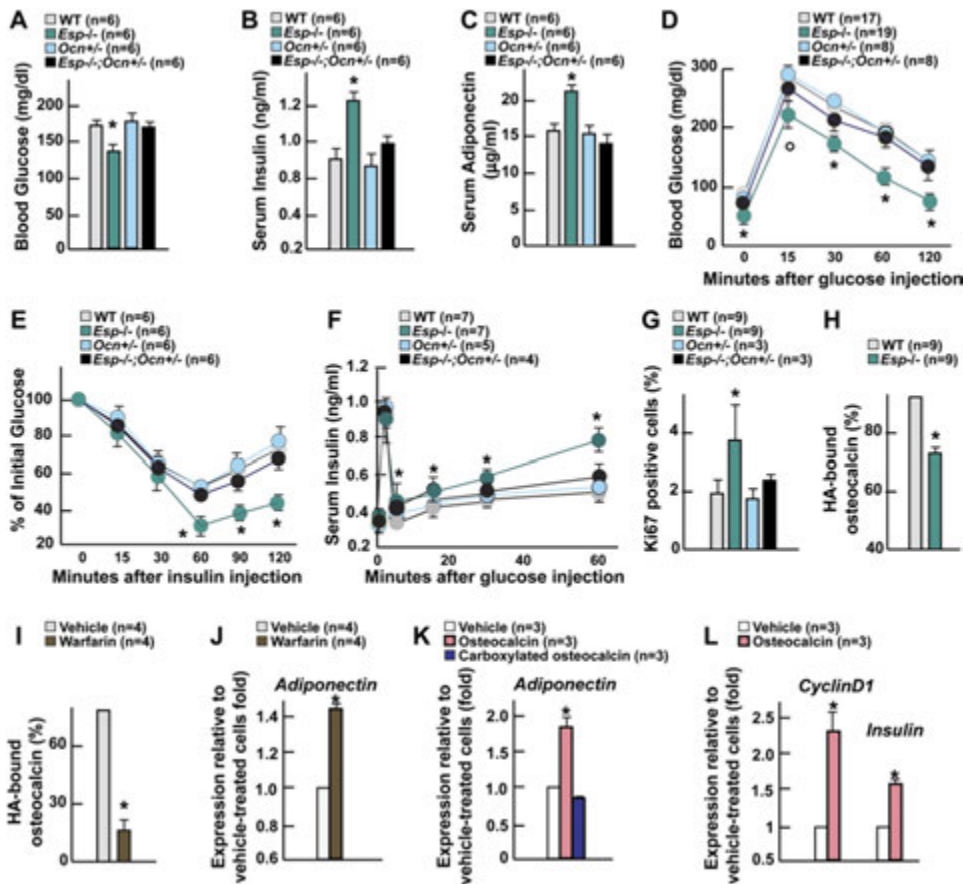 A
WT (n=6)
Esp-/- (n=6)
Ocn+/- (n=6)
Esp-/-;Ocn+/- (n=6)
Blood Glucose (mg/dl)
200
150
100
50
0
*
B
WT (n=6)
Esp-/- (n=6)
Ocn+/- (n=6)
Esp-/-;Ocn+/- (n=6)
Serum Insulin (ng/ml)
1.2
1.0
0.8
0.4
0.2
*
C
WT (n=6)
Esp-/- (n=6)
Ocn+/- (n=6)
Esp-/-;Ocn+/- (n=6)
Serum Adiponectin
(µg/ml)
20
15
10
5
0
*
D
WT (n=17)
Esp-/- (n=19)
Ocn+/- (n=8)
Esp-/-;Ocn+/- (n=8)
Blood Glucose (mg/dl)
300
200
100
0
* * * *
0 15 30 60 120
Minutes after glucose injection
E
WT (n=6)
Esp-/- (n=6)
Ocn+/- (n=6)
Esp-/-;Ocn+/- (n=6)
% of Initial Glucose
100
80
60
40
20
* * *
0 15 30 60 90 120
Minutes after insulin injection
F
WT (n=7)
Esp-/- (n=7)
Ocn+/- (n=5)
Esp-/-;Ocn+/- (n=4)
Serum Insulin (ng/ml)
1.2
1.0
0.8
0.6
0.4
0.2
* * * *
0 15 30 60
Minutes after glucose injection
G
WT (n=9)
Esp-/- (n=9)
Ocn+/- (n=3)
Esp-/-;Ocn+/- (n=3)
Ki67 positive cells (%)
4
2
0
*
H
WT (n=9)
Esp-/- (n=9)
HA-bound
osteocalcin (%)
80
60
40
*
I
Vehicle (n=4)
Warfarin (n=4)
HA-bound
osteocalcin (%)
60
30
0
*
J
Vehicle (n=4)
Warfarin (n=4)
Adiponectin
Expression relative to
vehicle-treated cells (fold)
1.4
1.2
1.0
0.8
0.6
*
K
Vehicle (n=3)
Osteocalcin (n=3)
Carboxylated osteocalcin (n=3)
Adiponectin
Expression relative to
vehicle-treated cells (fold)
2.0
1.5
1.0
0.5
0
*
L
Vehicle (n=3)
Osteocalcin (n=3)
CyclinD1
Insulin
Expression relative to
vehicle-treated cells (fold)
2.5
2.0
1.5
1
0.5
* *